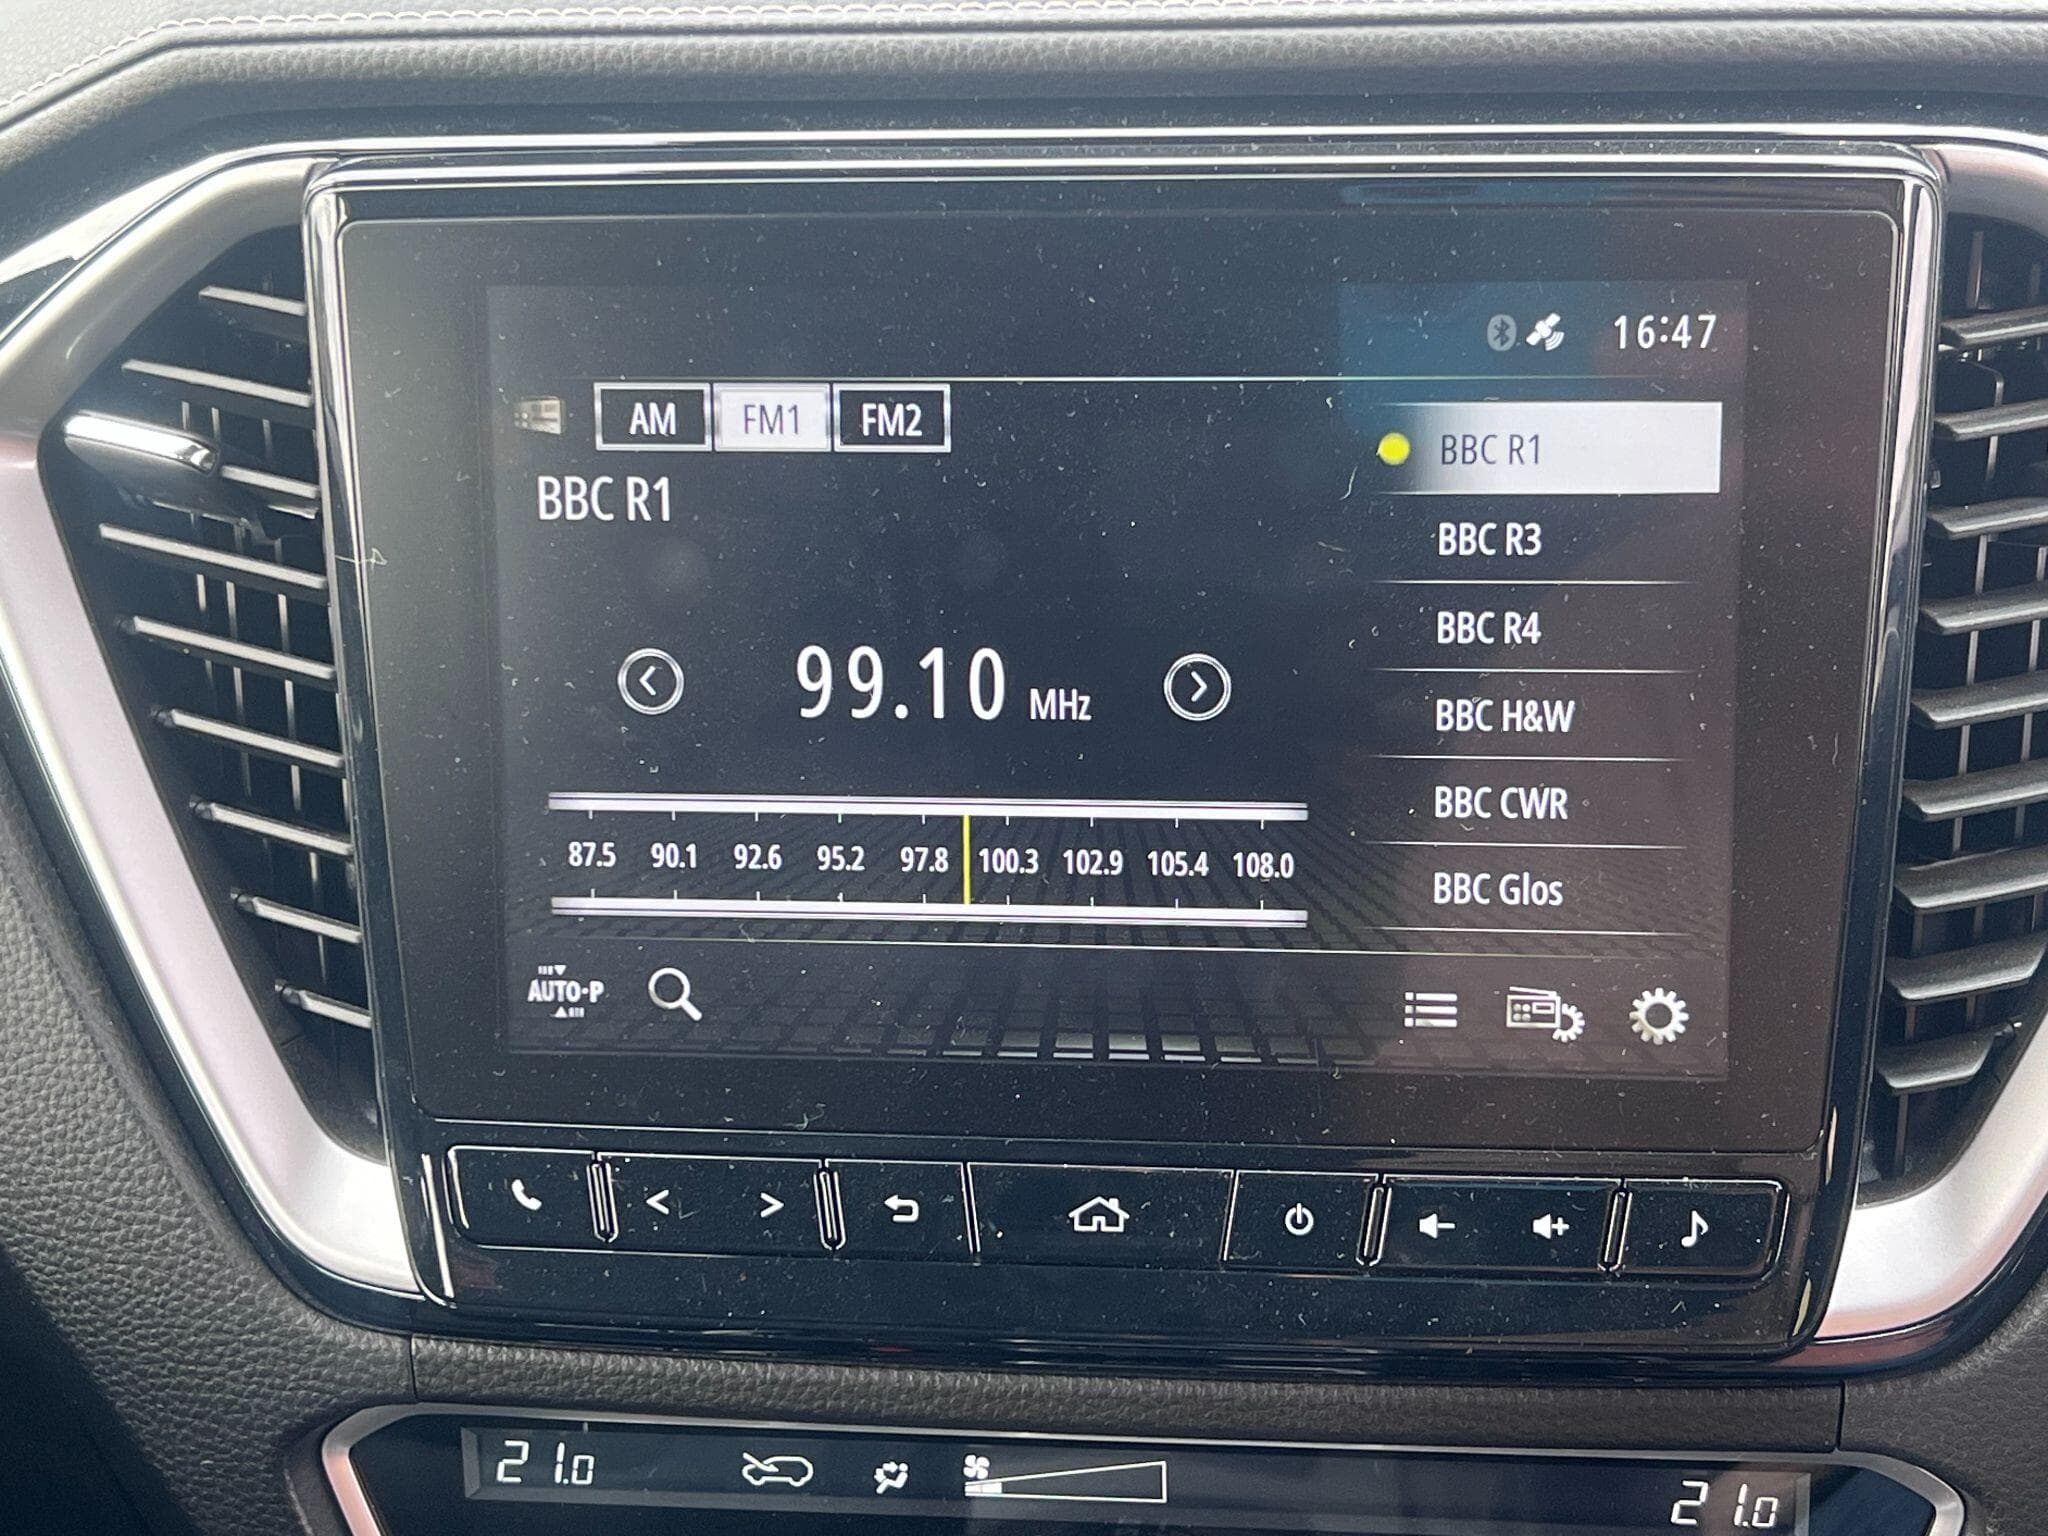 16:47
AM FM1 FM2
BBC R1
99.10 MHz
87.5 90.1 92.6 95.2 97.8 100.3 102.9 105.4 108.0
AUTO-P
BBC R1
BBC R3
BBC R4
BBC H&W
BBC CWR
BBC Glos
21.0
21.0